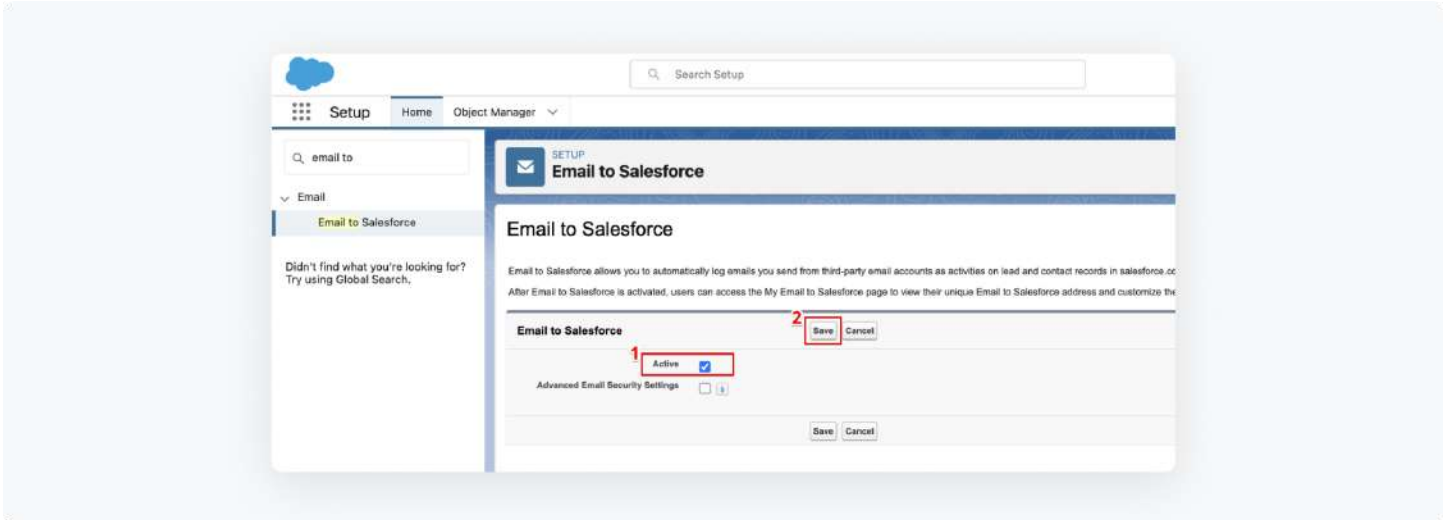 Search Setup
Setup Home Object Manager
email to
Email
Email to Salesforce
Didn't find what you're looking for?
Try using Global Search.
SETUP
Email to Salesforce
Email to Salesforce
Email to Salesforce allows you to automatically log emails you send from third-party email accounts as activities on lead and contact records in salesforce.co
After Email to Salesforce is activated, users can access the My Email to Salesforce page to view their unique Email to Salesforce address and customize the
Email to Salesforce
2
Save Cancel
1
Active
Advanced Email Security Settings
i
Save Cancel